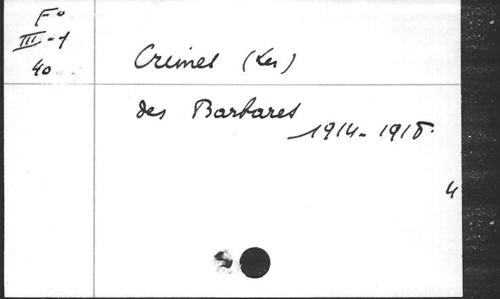 F°
III-1
40
Crimes (Les)
des Barbares
1914-1918.
4